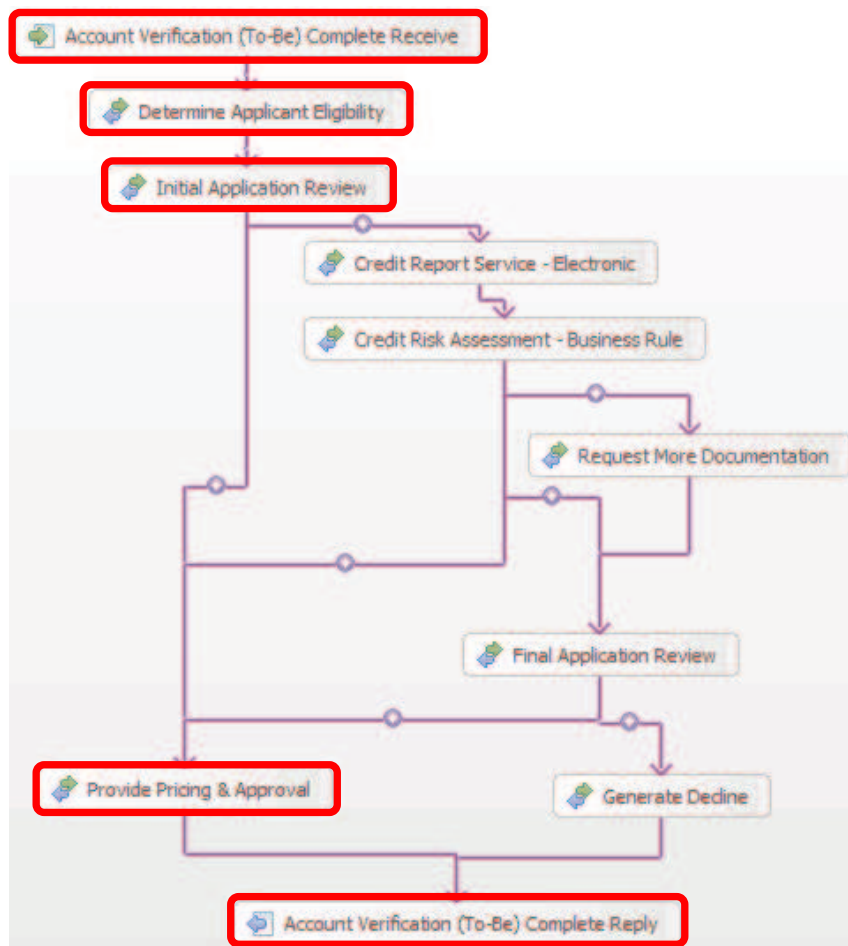 Account Verification (To-Be) Complete Receive
Determine Applicant Eligibility
Initial Application Review
Credit Report Service - Electronic
Credit Risk Assessment - Business Rule
Request More Documentation
Final Application Review
Provide Pricing & Approval
Generate Decline
Account Verification (To-Be) Complete Reply